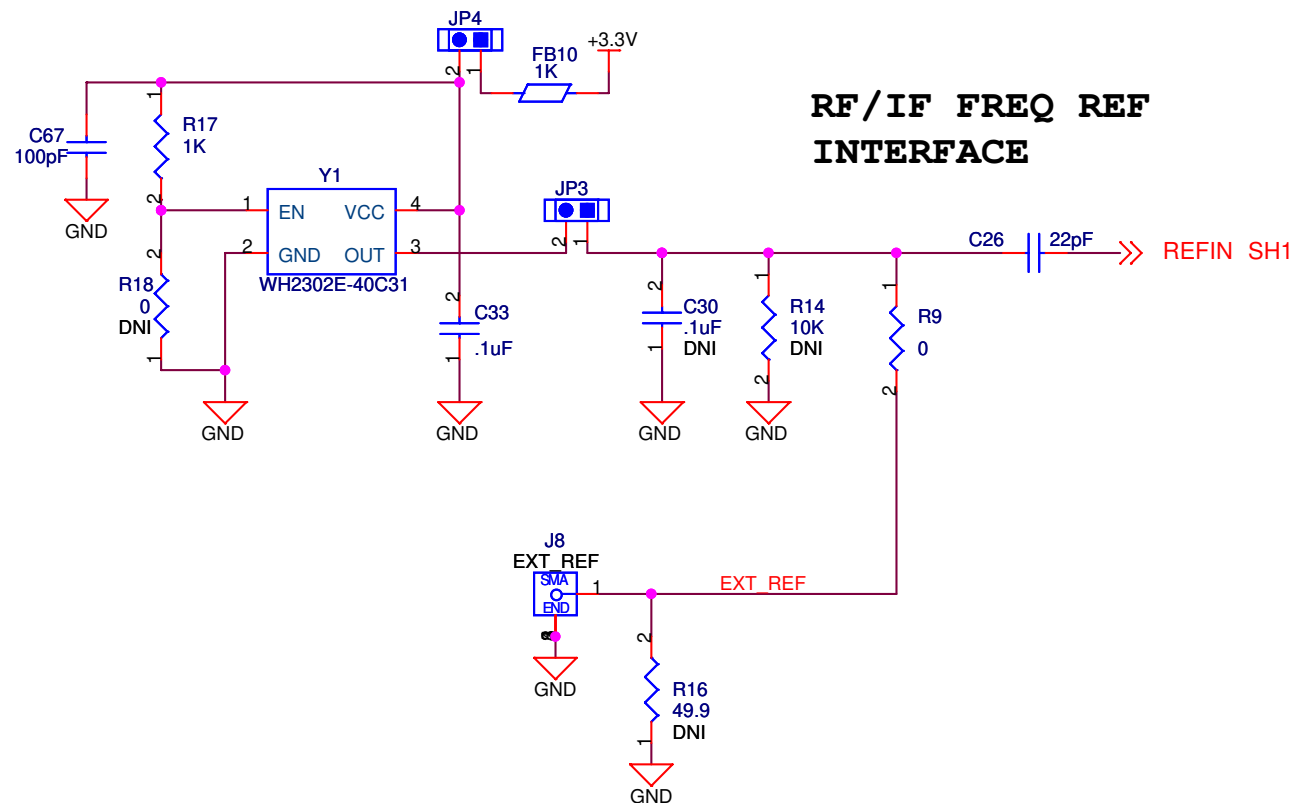 JP4
2
1
FB10
1K
+3.3V
RF/IF FREQ REF
INTERFACE
C67
100pF
GND
1
R17
1K
2
Y1
1
EN
VCC
4
2
GND
OUT
3
WH2302E-40C31
JP3
2
1
2
R18
0
DNI
1
GND
2
C33
.1uF
1
GND
2
C30
.1uF
DNI
1
GND
1
R14
10K
DNI
2
GND
1
R9
0
2
C26
22pF
REFIN SH1
J8
EXT_REF
SMA
END
1
GND
EXT_REF
2
R16
49.9
DNI
1
GND